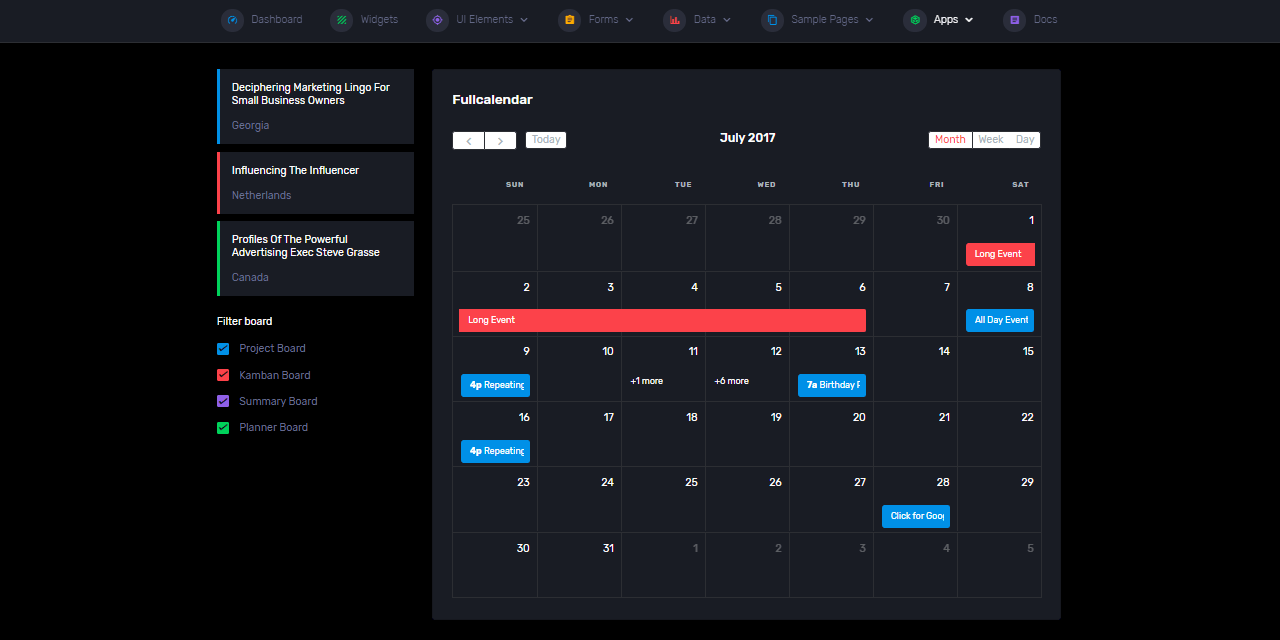 Dashboard Widgets UI Elements Forms Data Sample Pages Apps Docs
Deciphering Marketing Lingo For
Small Business Owners
Georgia
Influencing The Influencer
Netherlands
Profiles Of The Powerful
Advertising Exec Steve Grasse
Canada
Filter board
Project Board
Kamban Board
Summary Board
Planner Board
Fullcalendar
Today July 2017 Month Week Day
SUN MON TUE WED THU FRI SAT
25 26 27 28 29 30 1
Long Event
2 3 4 5 6 7 8
Long Event All Day Event
9 10 11 12 13 14 15
4p Repeating +1 more +6 more 7a Birthday
16 17 18 19 20 21 22
4p Repeating
23 24 25 26 27 28 29
Click for Goo
30 31 1 2 3 4 5